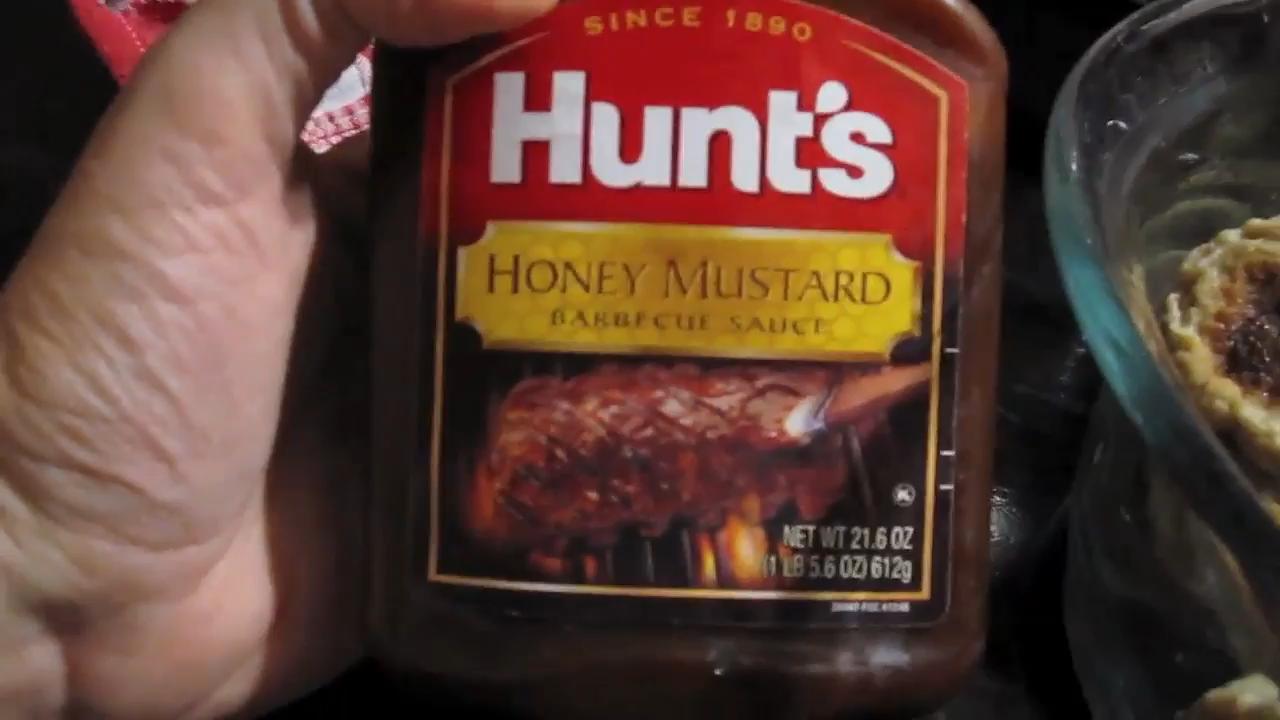 SINCE 1890
Hunt's
HONEY MUSTARD
BARBECUE SAUCE
K
NET WT 21.6 OZ
(1 LB 5.6 OZ) 612g